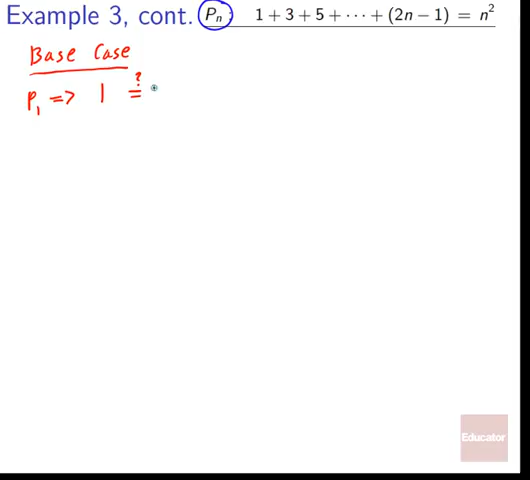 Example 3, cont. Pₙ: 1 + 3 + 5 + ⋯ + (2n − 1) = n²
Base Case
P₁ => 1 ≟
Educator